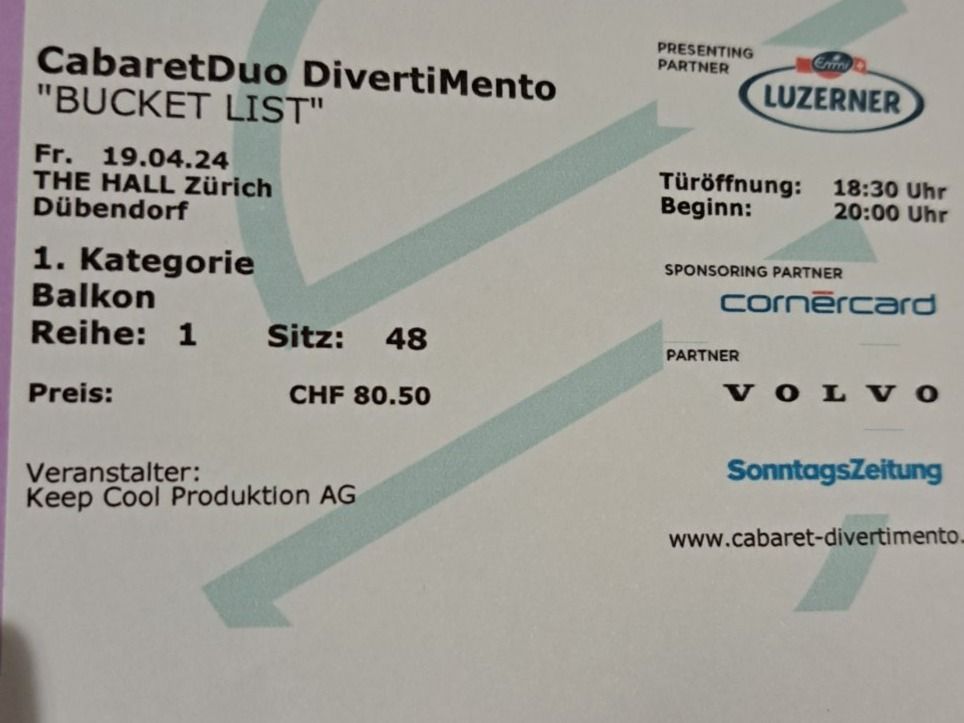 CabaretDuo DivertiMento
"BUCKET LIST"
Fr. 19.04.24
THE HALL Zürich
Dübendorf
1. Kategorie
Balkon
Reihe: 1 Sitz: 48
Preis: CHF 80.50
Veranstalter:
Keep Cool Produktion AG
PRESENTING
PARTNER
Emmi
LUZERNER
Türöffnung: 18:30 Uhr
Beginn: 20:00 Uhr
SPONSORING PARTNER
cornèrcard
PARTNER
VOLVO
SonntagsZeitung
www.cabaret-divertimento.